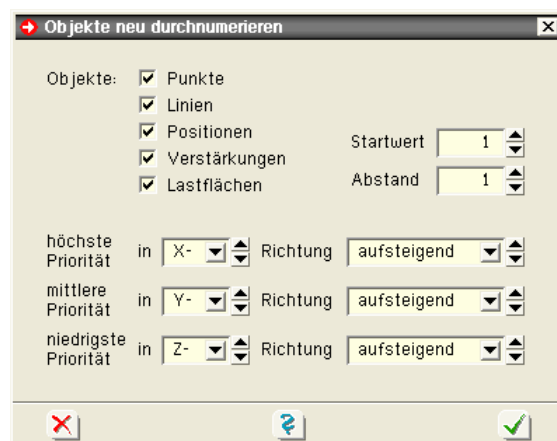 Objekte neu durchnumerieren
Objekte: Punkte
Linien
Positionen
Verstärkungen
Lastflächen
Startwert 1
Abstand 1
höchste Priorität in X- Richtung aufsteigend
mittlere Priorität in Y- Richtung aufsteigend
niedrigste Priorität in Z- Richtung aufsteigend